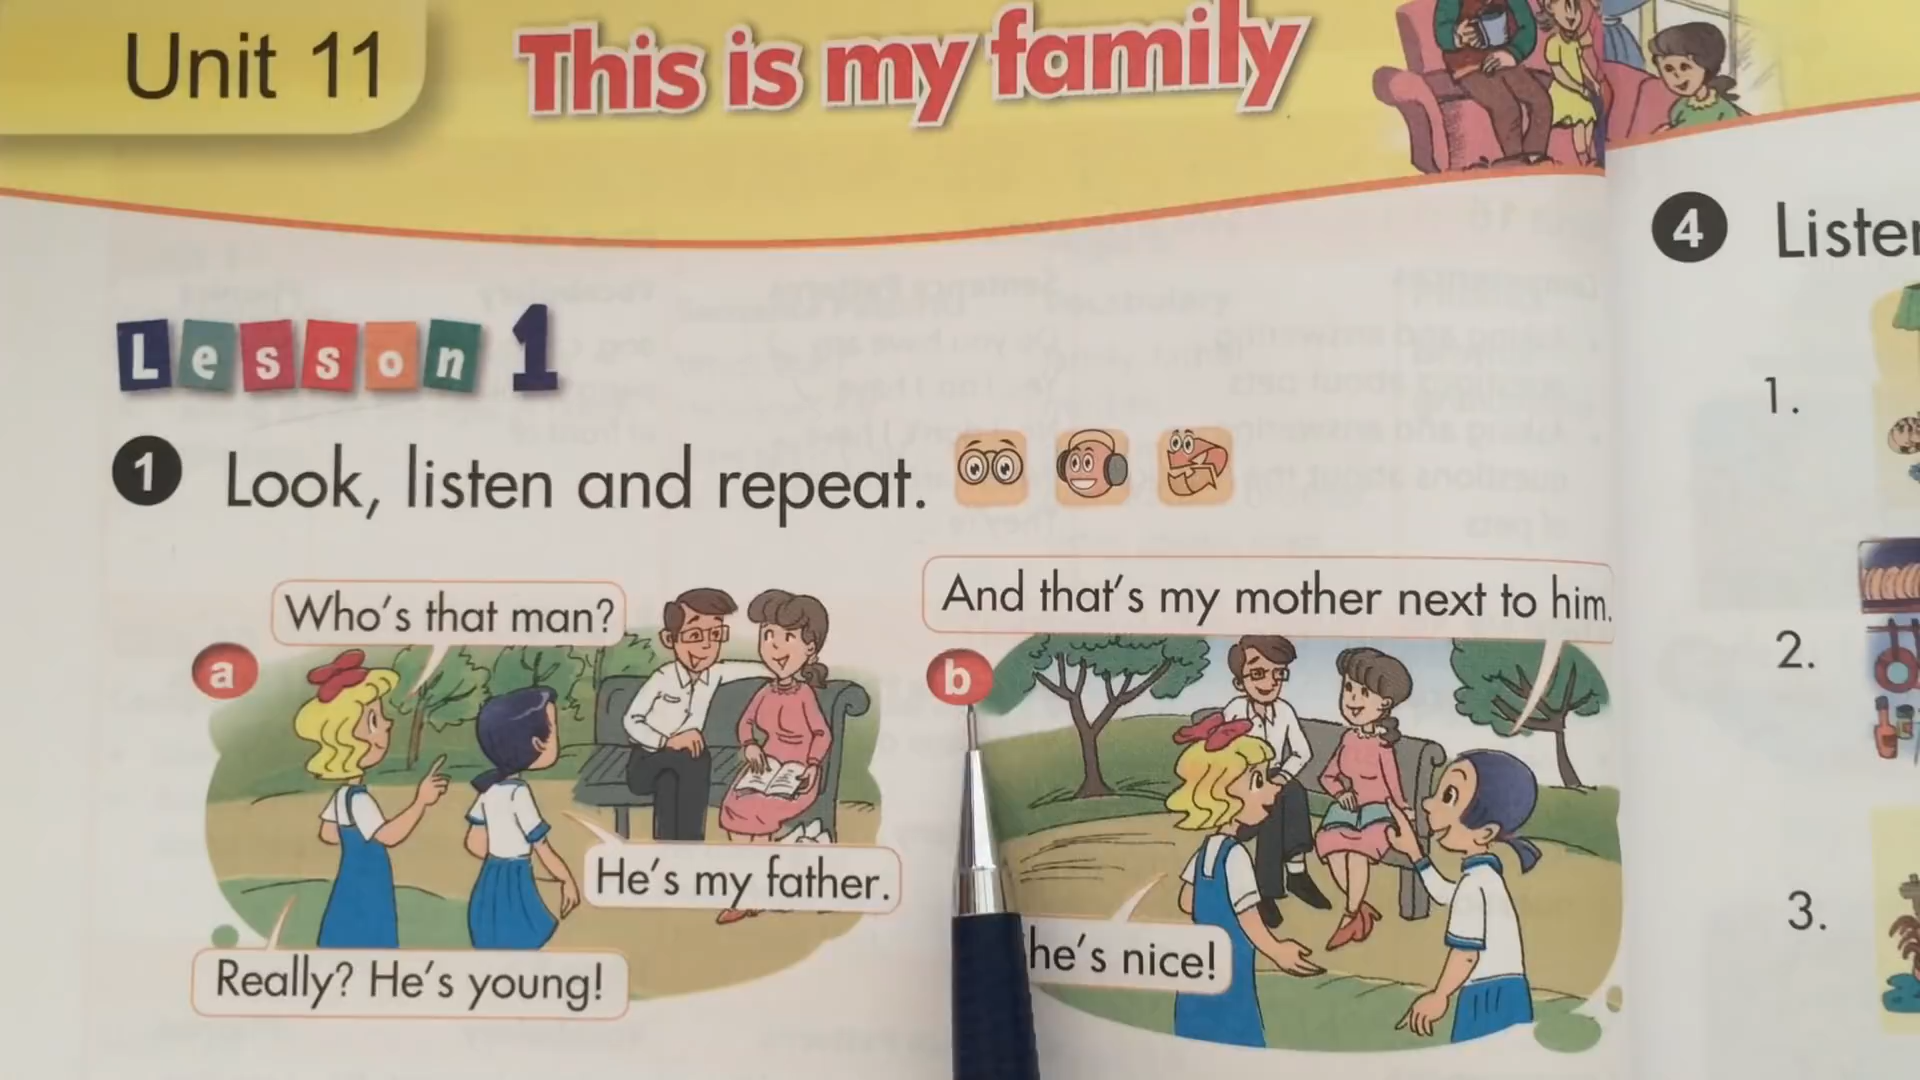 Unit 11
This is my family
Lesson 1
1 Look, listen and repeat.
a
Who's that man?
He's my father.
Really? He's young!
b
And that's my mother next to him.
he's nice!
4
1.
2.
3.